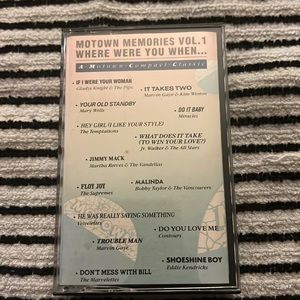 MOTOWN MEMORIES VOL.1
WHERE WERE YOU WHEN...
A·Motown·Compact·Classic
• IF I WERE YOUR WOMAN
Gladys Knight & The Pips
• IT TAKES TWO
Marvin Gaye & Kim Weston
• YOUR OLD STANDBY
Mary Wells
• DO IT BABY
Miracles
• HEY GIRL (I LIKE YOUR STYLE)
The Temptations
• WHAT DOES IT TAKE
(TO WIN YOUR LOVE?)
Jr. Walker & The All Stars
• JIMMY MACK
Martha Reeves & The Vandellas
• FLOY JOY
The Supremes
• MALINDA
Bobby Taylor & The Vancouvers
• HE WAS REALLY SAYING SOMETHING
Velvelettes
• DO YOU LOVE ME
Contours
• TROUBLE MAN
Marvin Gaye
• SHOESHINE BOY
Eddie Kendricks
• DON'T MESS WITH BILL
The Marvelettes